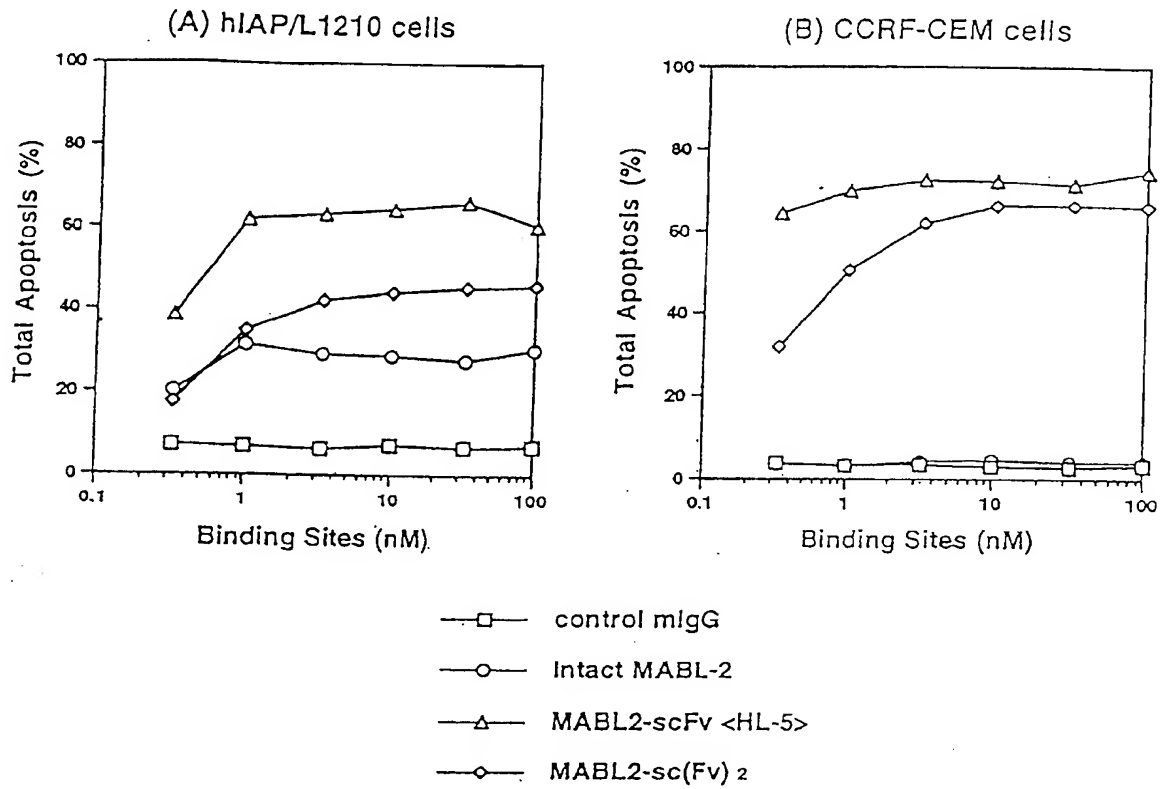 (A) hIAP/L1210 cells
Total Apoptosis (%)
100
80
60
40
20
0
0.1 1 10 100
Binding Sites (nM).
(B) CCRF-CEM cells
Total Apoptosis (%)
100
80
60
40
20
0
0.1 1 10 100
Binding Sites (nM)
control mIgG
Intact MABL-2
MABL2-scFv <HL-5>
MABL2-sc(Fv) 2